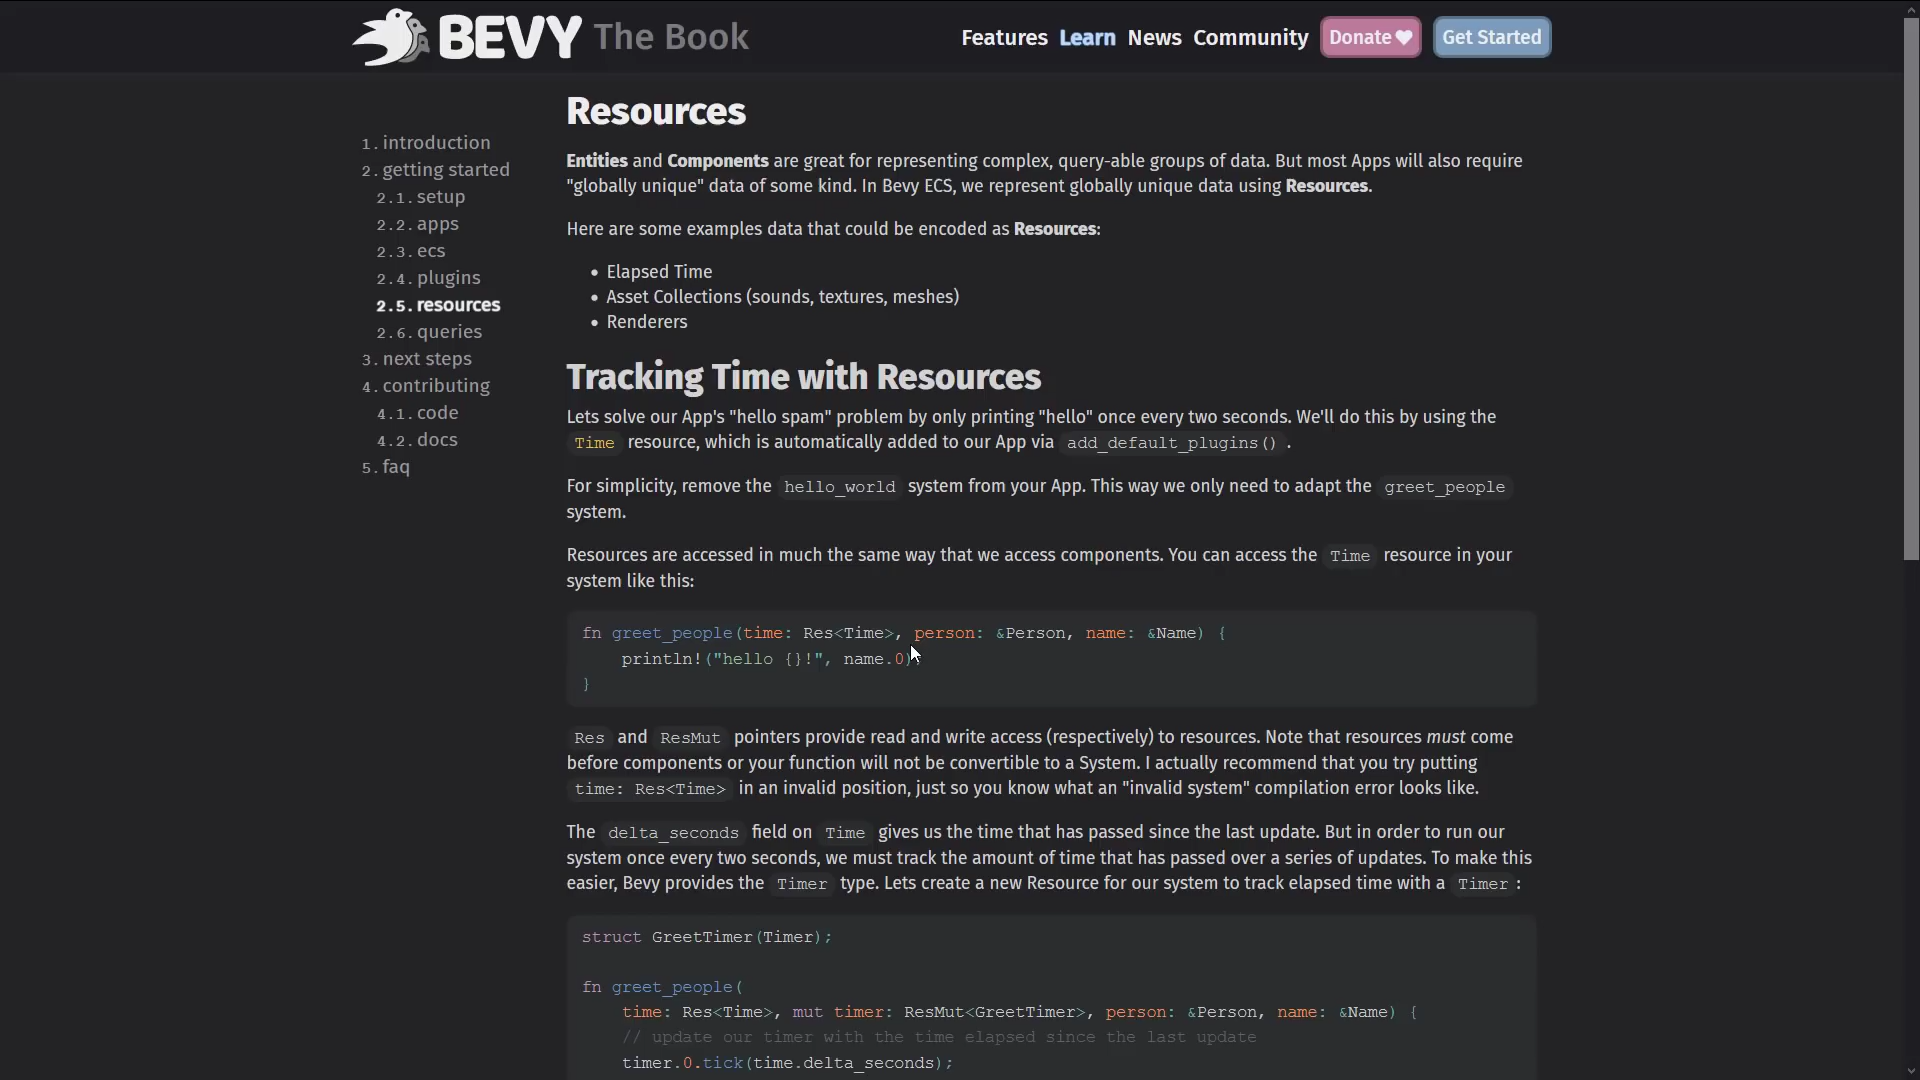 BEVY The Book
Features Learn News Community Donate Get Started
1. introduction
2. getting started
2.1. setup
2.2. apps
2.3. ecs
2.4. plugins
2.5. resources
2.6. queries
3. next steps
4. contributing
4.1. code
4.2. docs
5. faq
Resources
Entities and Components are great for representing complex, query-able groups of data. But most Apps will also require
"globally unique" data of some kind. In Bevy ECS, we represent globally unique data using Resources.
Here are some examples data that could be encoded as Resources:
• Elapsed Time
• Asset Collections (sounds, textures, meshes)
• Renderers
Tracking Time with Resources
Lets solve our App's "hello spam" problem by only printing "hello" once every two seconds. We'll do this by using the
Time resource, which is automatically added to our App via add_default_plugins() .
For simplicity, remove the hello_world system from your App. This way we only need to adapt the greet_people
system.
Resources are accessed in much the same way that we access components. You can access the Time resource in your
system like this:
fn greet_people(time: Res<Time>, person: &Person, name: &Name) {
println!("hello {}!", name.0);
}
Res and ResMut pointers provide read and write access (respectively) to resources. Note that resources must come
before components or your function will not be convertible to a System. I actually recommend that you try putting
time: Res<Time> in an invalid position, just so you know what an "invalid system" compilation error looks like.
The delta_seconds field on Time gives us the time that has passed since the last update. But in order to run our
system once every two seconds, we must track the amount of time that has passed over a series of updates. To make this
easier, Bevy provides the Timer type. Lets create a new Resource for our system to track elapsed time with a Timer :
struct GreetTimer(Timer);
fn greet_people(
time: Res<Time>, mut timer: ResMut<GreetTimer>, person: &Person, name: &Name) {
// update our timer with the time elapsed since the last update
timer.0.tick(time.delta_seconds);